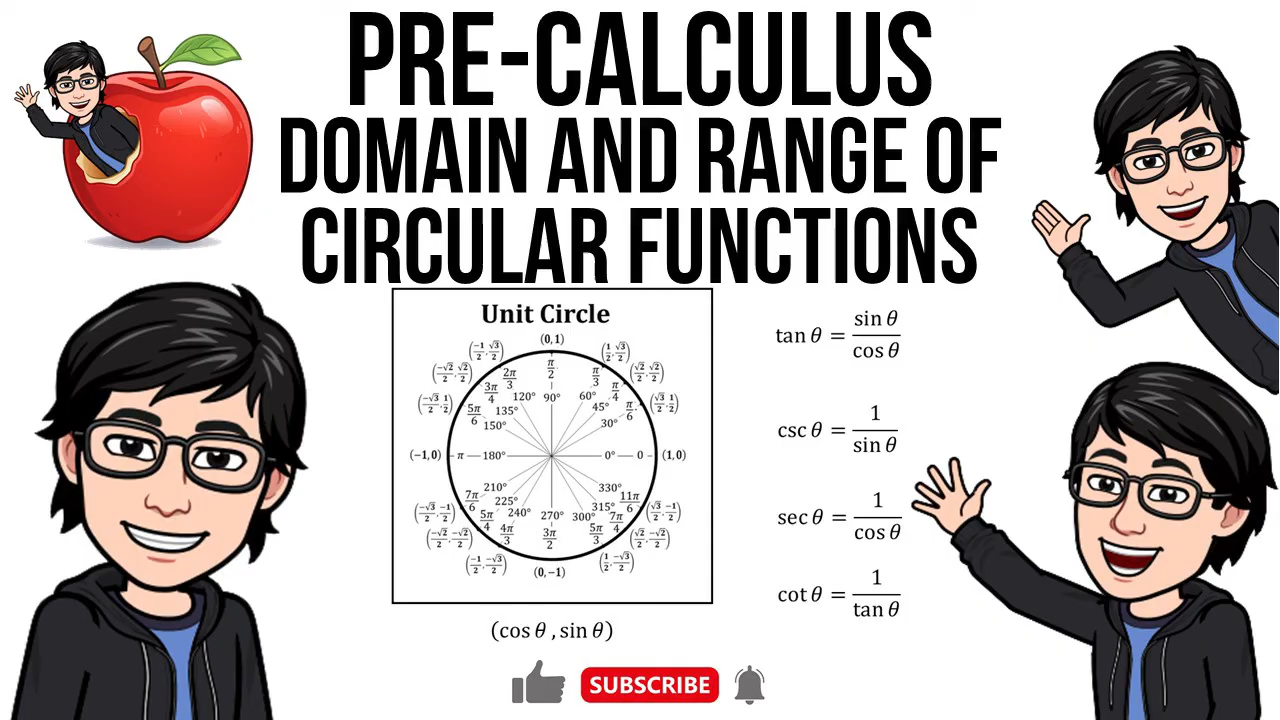 PRE-CALCULUS
DOMAIN AND RANGE OF
CIRCULAR FUNCTIONS
Unit Circle
(0,1)
(-1/2, √3/2)
(1/2, √3/2)
(-√2/2, √2/2)
2π/3
π/2
π/3
(√2/2, √2/2)
3π/4
π/4
(-√3/2, 1/2)
5π/6
120°
90°
60°
π/6
(√3/2, 1/2)
135°
45°
150°
30°
(−1,0)
π
180°
0°
0
(1,0)
210°
330°
7π/6
225°
315°
11π/6
(-√3/2, -1/2)
240°
270°
300°
(√3/2, -1/2)
5π/4
7π/4
(-√2/2, -√2/2)
4π/3
3π/2
5π/3
(√2/2, -√2/2)
(-1/2, -√3/2)
(1/2, -√3/2)
(0,−1)
(cos θ , sin θ)
tan θ = sin θ / cos θ
csc θ = 1 / sin θ
sec θ = 1 / cos θ
cot θ = 1 / tan θ
SUBSCRIBE